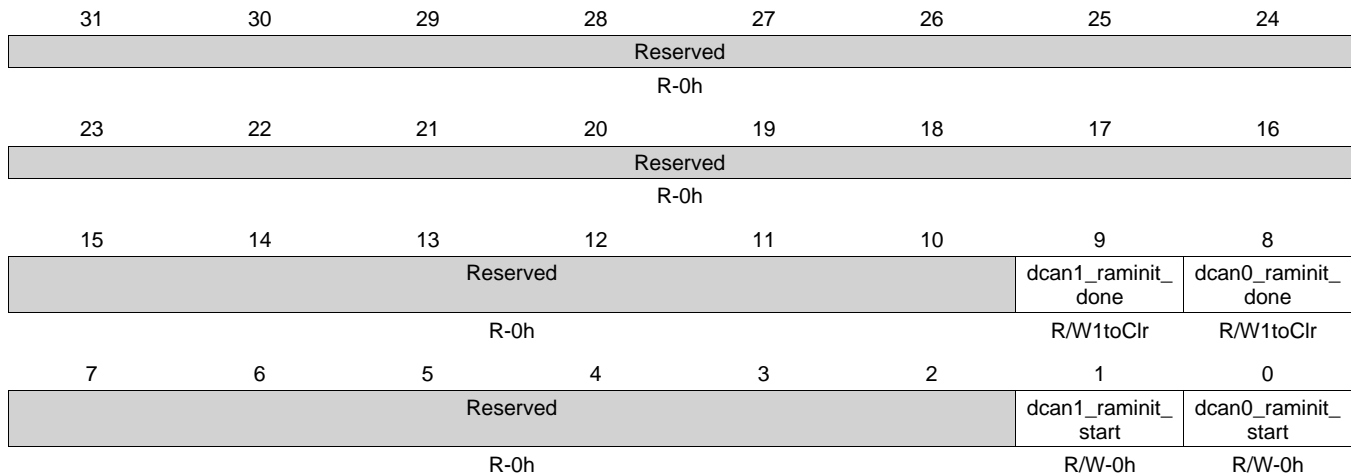 31 30 29 28 27 26 25 24
Reserved
R-0h
23 22 21 20 19 18 17 16
Reserved
R-0h
15 14 13 12 11 10 9 8
Reserved dcan1_raminit_ dcan0_raminit_
done done
R-0h R/W1toClr R/W1toClr
7 6 5 4 3 2 1 0
Reserved dcan1_raminit_ dcan0_raminit_
start start
R-0h R/W-0h R/W-0h